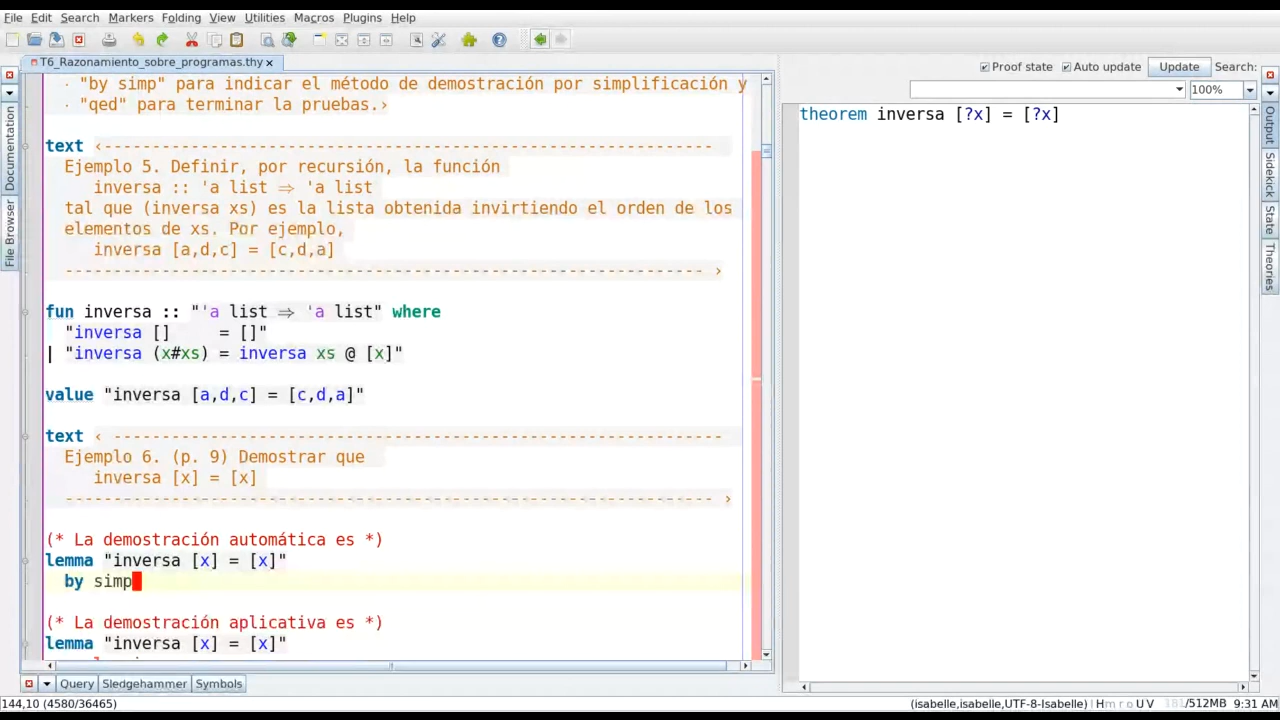 File Edit Search Markers Folding View Utilities Macros Plugins Help
T6_Razonamiento_sobre_programas.thy
"by simp" para indicar el método de demostración por simplificación y
· "qed" para terminar la pruebas.›
text ‹---------------------------------------------------------------
Ejemplo 5. Definir, por recursión, la función
inversa :: 'a list ⇒ 'a list
tal que (inversa xs) es la lista obtenida invirtiendo el orden de los
elementos de xs. Por ejemplo,
inversa [a,d,c] = [c,d,a]
------------------------------------------------------------------ ›
fun inversa :: "'a list ⇒ 'a list" where
"inversa [] = []"
| "inversa (x#xs) = inversa xs @ [x]"
value "inversa [a,d,c] = [c,d,a]"
text ‹ ---------------------------------------------------------------
Ejemplo 6. (p. 9) Demostrar que
inversa [x] = [x]
------------------------------------------------------------------- ›
(* La demostración automática es *)
lemma "inversa [x] = [x]"
by simp
(* La demostración aplicativa es *)
lemma "inversa [x] = [x]"
Documentation
File Browser
Proof state Auto update Update Search:
100%
theorem inversa [?x] = [?x]
Output
Sidekick
State
Theories
Query Sledgehammer Symbols
144,10 (4580/36465)
(isabelle,isabelle,UTF-8-Isabelle) | H m r o U V /512MB 9:31 AM